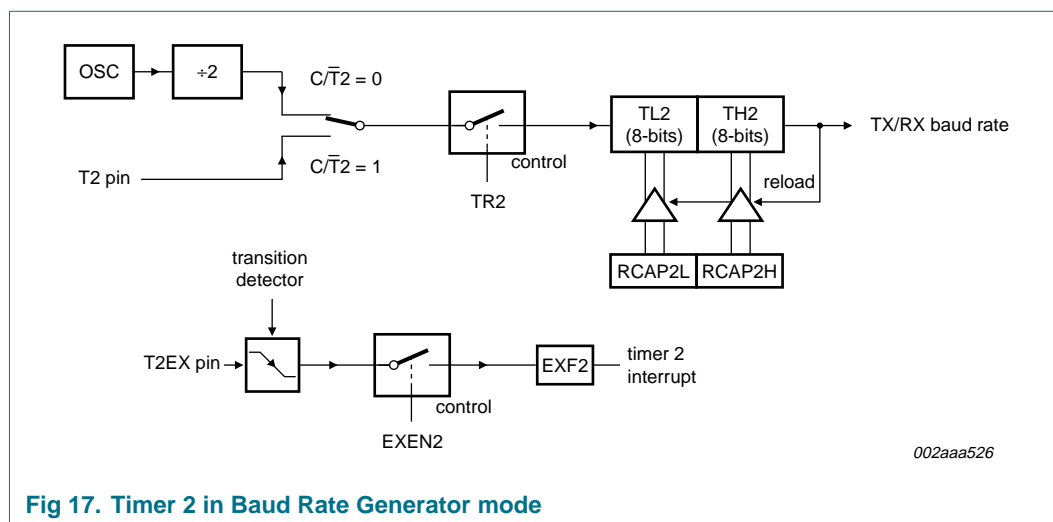 OSC
÷2
C/T̅2 = 0
C/T̅2 = 1
T2 pin
control
TR2
TL2
(8-bits)
TH2
(8-bits)
TX/RX baud rate
reload
RCAP2L
RCAP2H
transition
detector
T2EX pin
control
EXEN2
EXF2
timer 2
interrupt
002aaa526
Fig 17. Timer 2 in Baud Rate Generator mode